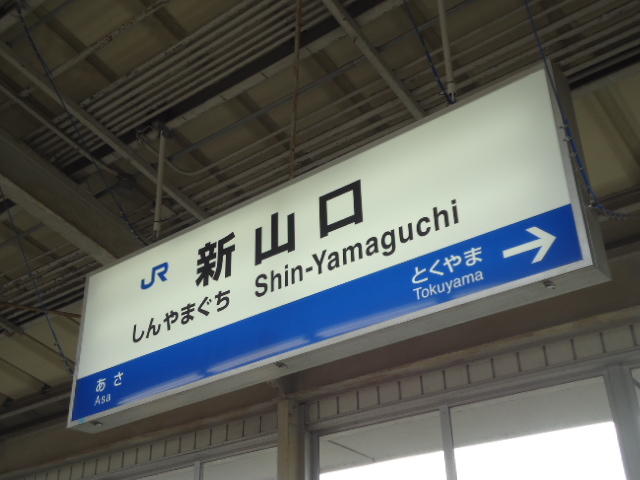 JR 新山口
しんやまぐち Shin-Yamaguchi
とくやま
Tokuyama
あさ
Asa